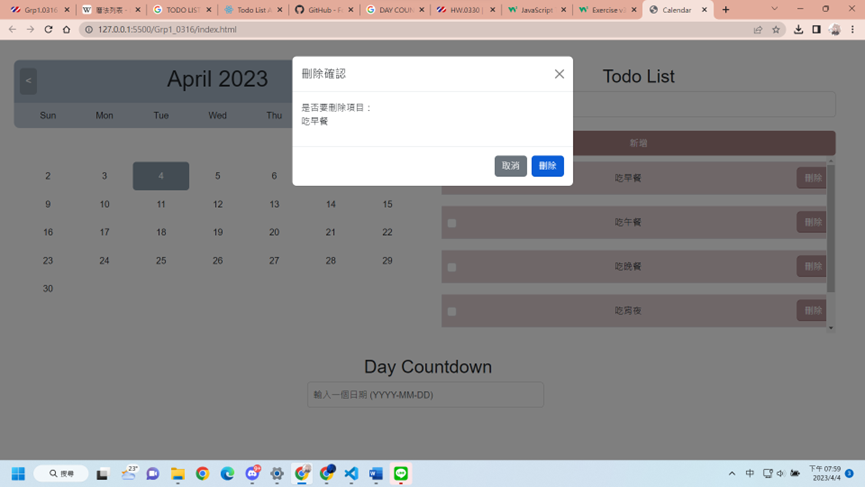 Grp1.0316
憲法列表 -
TODO LIST
Todo List A
GitHub - F
DAY COUN
HW.0330 |
JavaScript
Exercise v3
Calendar
127.0.0.1:5500/Grp1_0316/index.html
<
April 2023
Sun Mon Tue Wed Thu
2 3 4 5 6
9 10 11 12 13 14 15
16 17 18 19 20 21 22
23 24 25 26 27 28 29
30
刪除確認
是否要刪除項目：
吃早餐
取消 刪除
Todo List
新增
吃早餐 刪除
吃午餐 刪除
吃晚餐 刪除
吃宵夜 刪除
Day Countdown
輸入一個日期 (YYYY-MM-DD)
搜尋
23°
中
下午 07:59
2023/4/4
3